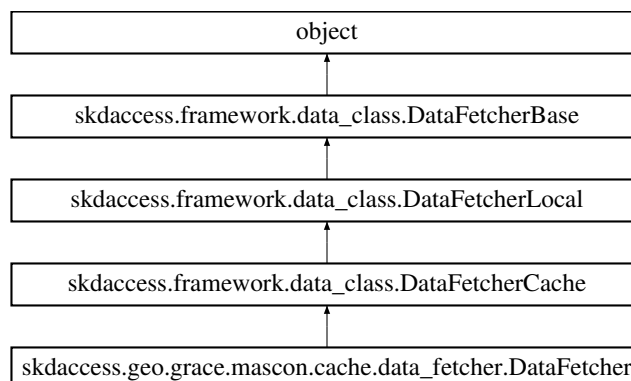 object
skdaccess.framework.data_class.DataFetcherBase
skdaccess.framework.data_class.DataFetcherLocal
skdaccess.framework.data_class.DataFetcherCache
skdaccess.geo.grace.mascon.cache.data_fetcher.DataFetcher